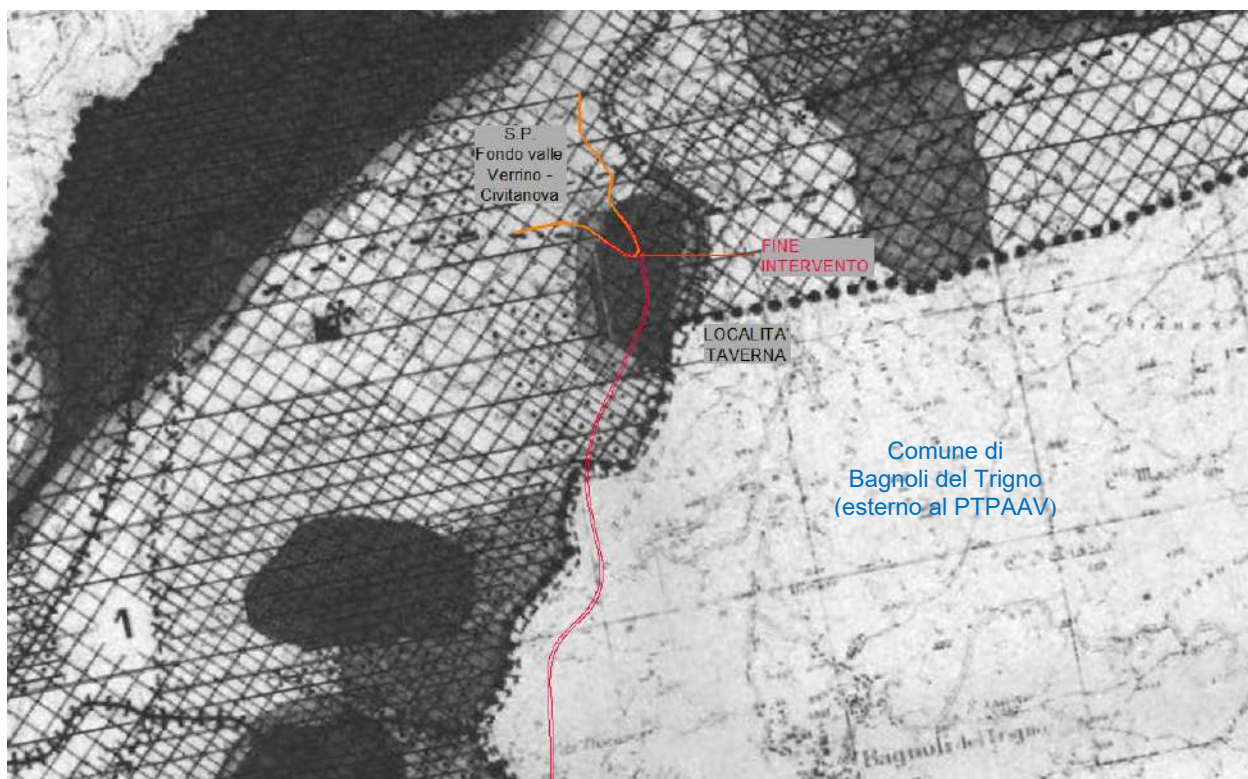 S.P.
Fondo valle
Verrino -
Civitanova
FINE
INTERVENTO
LOCALITA'
TAVERNA
Comune di
Bagnoli del Trigno
(esterno al PTPAAV)
1
Bagnoli del Trigno